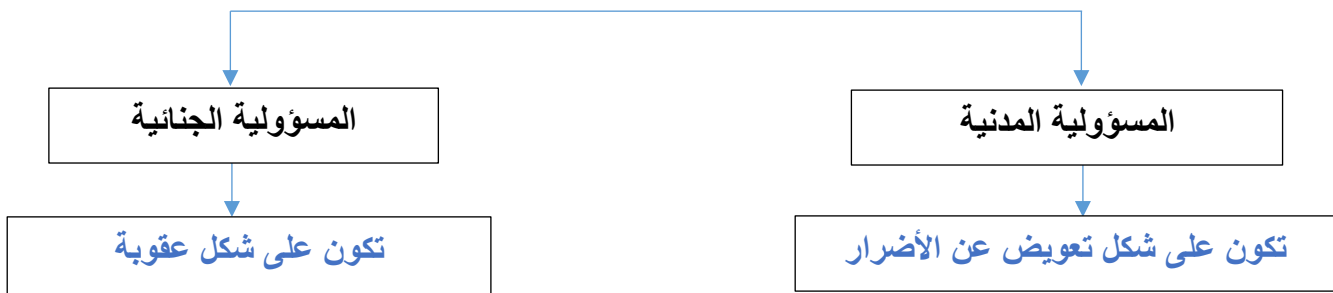 المسؤولية المدنية
المسؤولية الجنائية
تكون على شكل تعويض عن الأضرار
تكون على شكل عقوبة